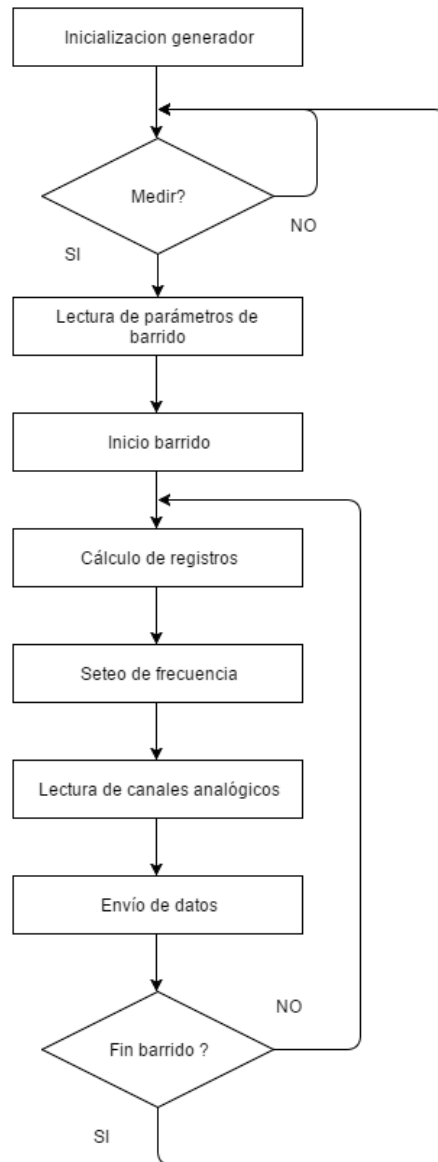 Inicializacion generador
Medir?
NO
SI
Lectura de parámetros de
barrido
Inicio barrido
Cálculo de registros
Seteo de frecuencia
Lectura de canales analógicos
Envío de datos
NO
Fin barrido ?
SI